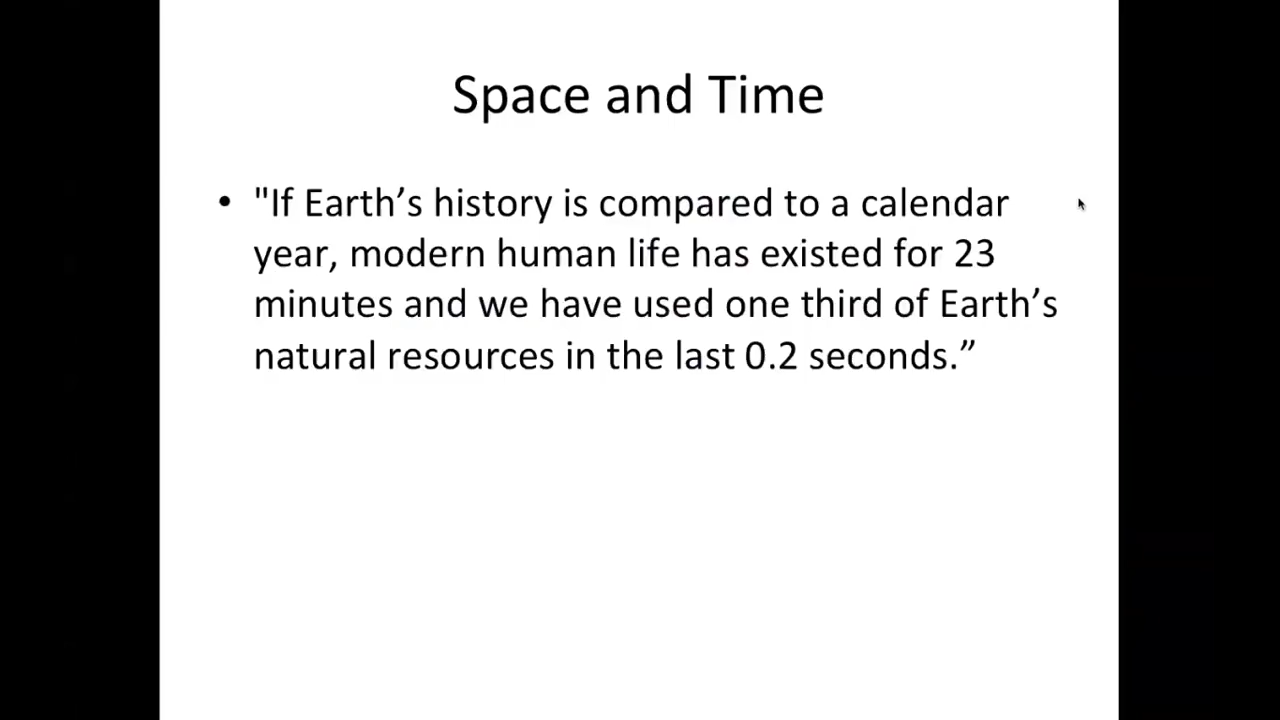 Space and Time
• "If Earth’s history is compared to a calendar
year, modern human life has existed for 23
minutes and we have used one third of Earth’s
natural resources in the last 0.2 seconds.”